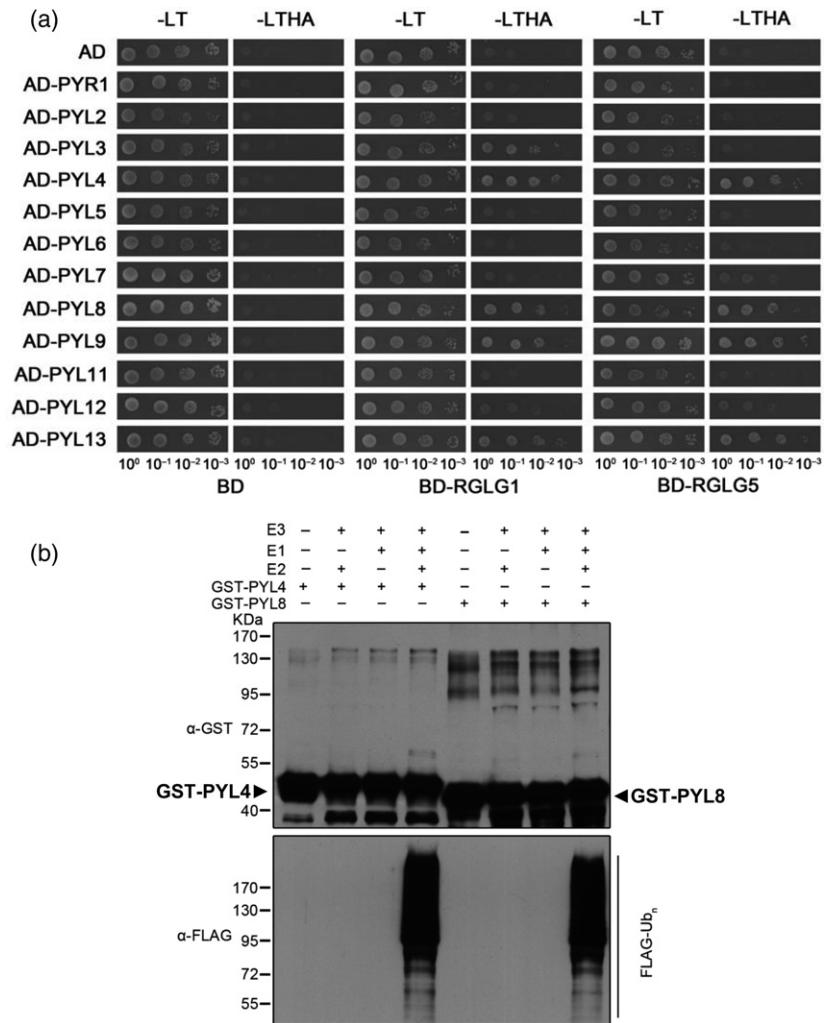 (a)
-LT -LTHA -LT -LTHA -LT -LTHA
AD
AD-PYR1
AD-PYL2
AD-PYL3
AD-PYL4
AD-PYL5
AD-PYL6
AD-PYL7
AD-PYL8
AD-PYL9
AD-PYL11
AD-PYL12
AD-PYL13
10⁰ 10⁻¹ 10⁻² 10⁻³ 10⁰ 10⁻¹ 10⁻² 10⁻³ 10⁰ 10⁻¹ 10⁻² 10⁻³ 10⁰ 10⁻¹ 10⁻² 10⁻³ 10⁰ 10⁻¹ 10⁻² 10⁻³ 10⁰ 10⁻¹ 10⁻² 10⁻³
BD BD-RGLG1 BD-RGLG5
(b)
E3 – + + + – + + +
E1 – – + + – – + +
E2 – + – + – + – +
GST-PYL4 + + + + – – – –
GST-PYL8 – – – – + + + +
KDa
170
130
95
α-GST 72
55
GST-PYL4 GST-PYL8
40
170
130
α-FLAG 95
72
55
FLAG-Ubₙ